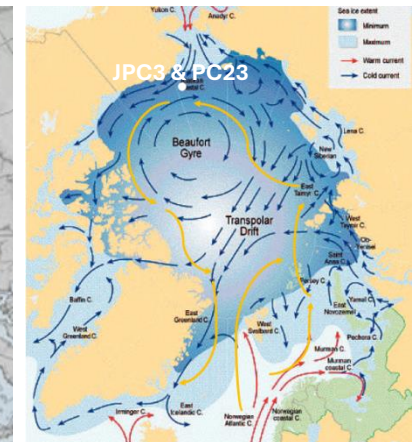 Yukon C.
Anadyr C.
Sea ice extent
Minimum
Maximum
Warm current
Cold current
JPC3 & PC23
Lena C.
New
Siberian
Beaufort
Gyre
East
Taimyr C.
West
Taimyr C.
Ob-
Yenisei
Transpolar
Drift
Saint
Anna C.
Persey C.
Yamal C.
East
Novozemel
Baffin C.
West
Greenland C.
East
Greenland C.
West
Svalbard C.
Pechora C.
Murman C.
Murman
coastal C.
East
Icelandic C.
Irminger C.
Norwegian
Atlantic C.
Norwegian
coastal C.